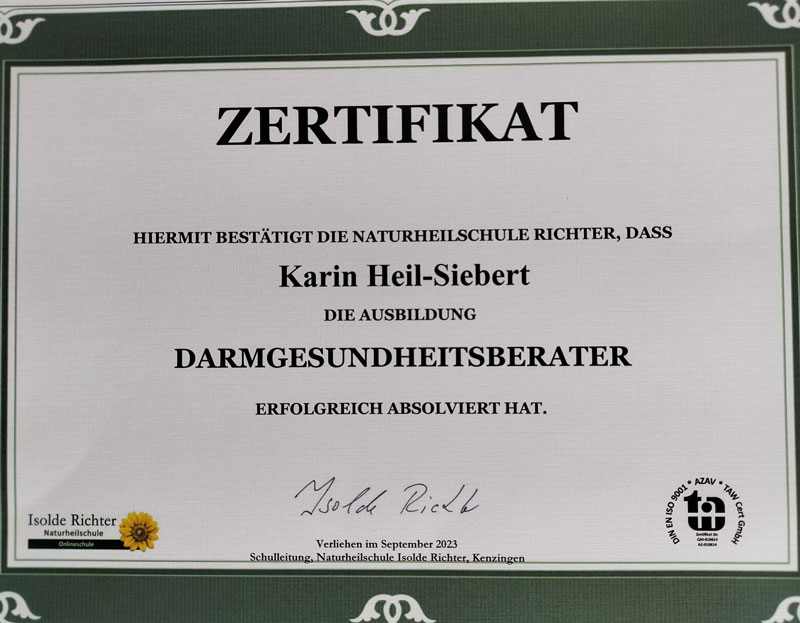 ZERTIFIKAT
HIERMIT BESTÄTIGT DIE NATURHEILSCHULE RICHTER, DASS
Karin Heil-Siebert
DIE AUSBILDUNG
DARMGESUNDHEITSBERATER
ERFOLGREICH ABSOLVIERT HAT.
Isolde Richter
Verliehen im September 2023
Schulleitung, Naturheilschule Isolde Richter, Kenzingen
Isolde Richter
Naturheilschule
Onlineschule
DIN EN ISO 9001 * AZAV * TAW Cert GmbH
Zertifikat Nr.